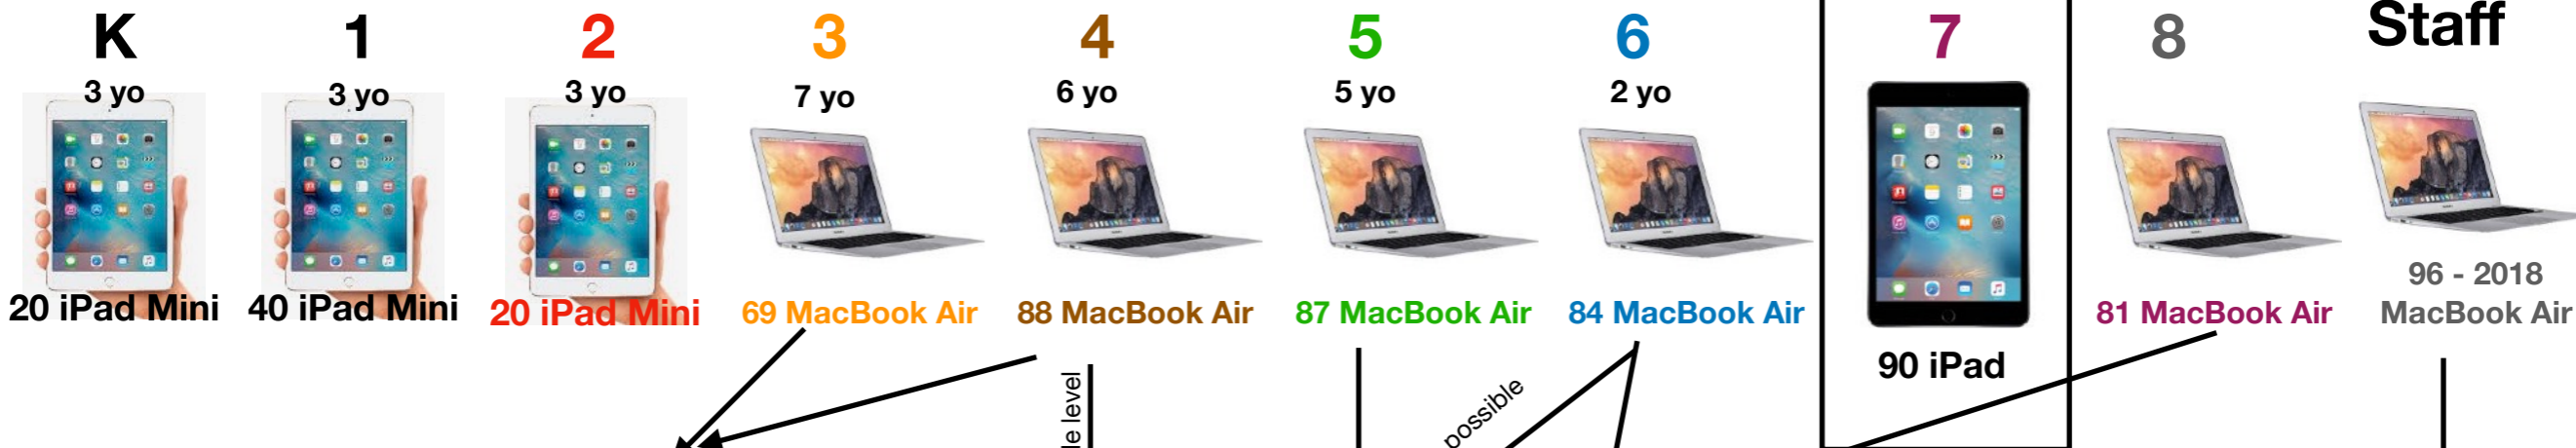 K 1 2 3 4 5 6 7 8 Staff
3 yo 3 yo 3 yo 7 yo 6 yo 5 yo 2 yo
20 iPad Mini 40 iPad Mini 20 iPad Mini 69 MacBook Air 88 MacBook Air 87 MacBook Air 84 MacBook Air 90 iPad 81 MacBook Air 96 - 2018
MacBook Air
level
possible